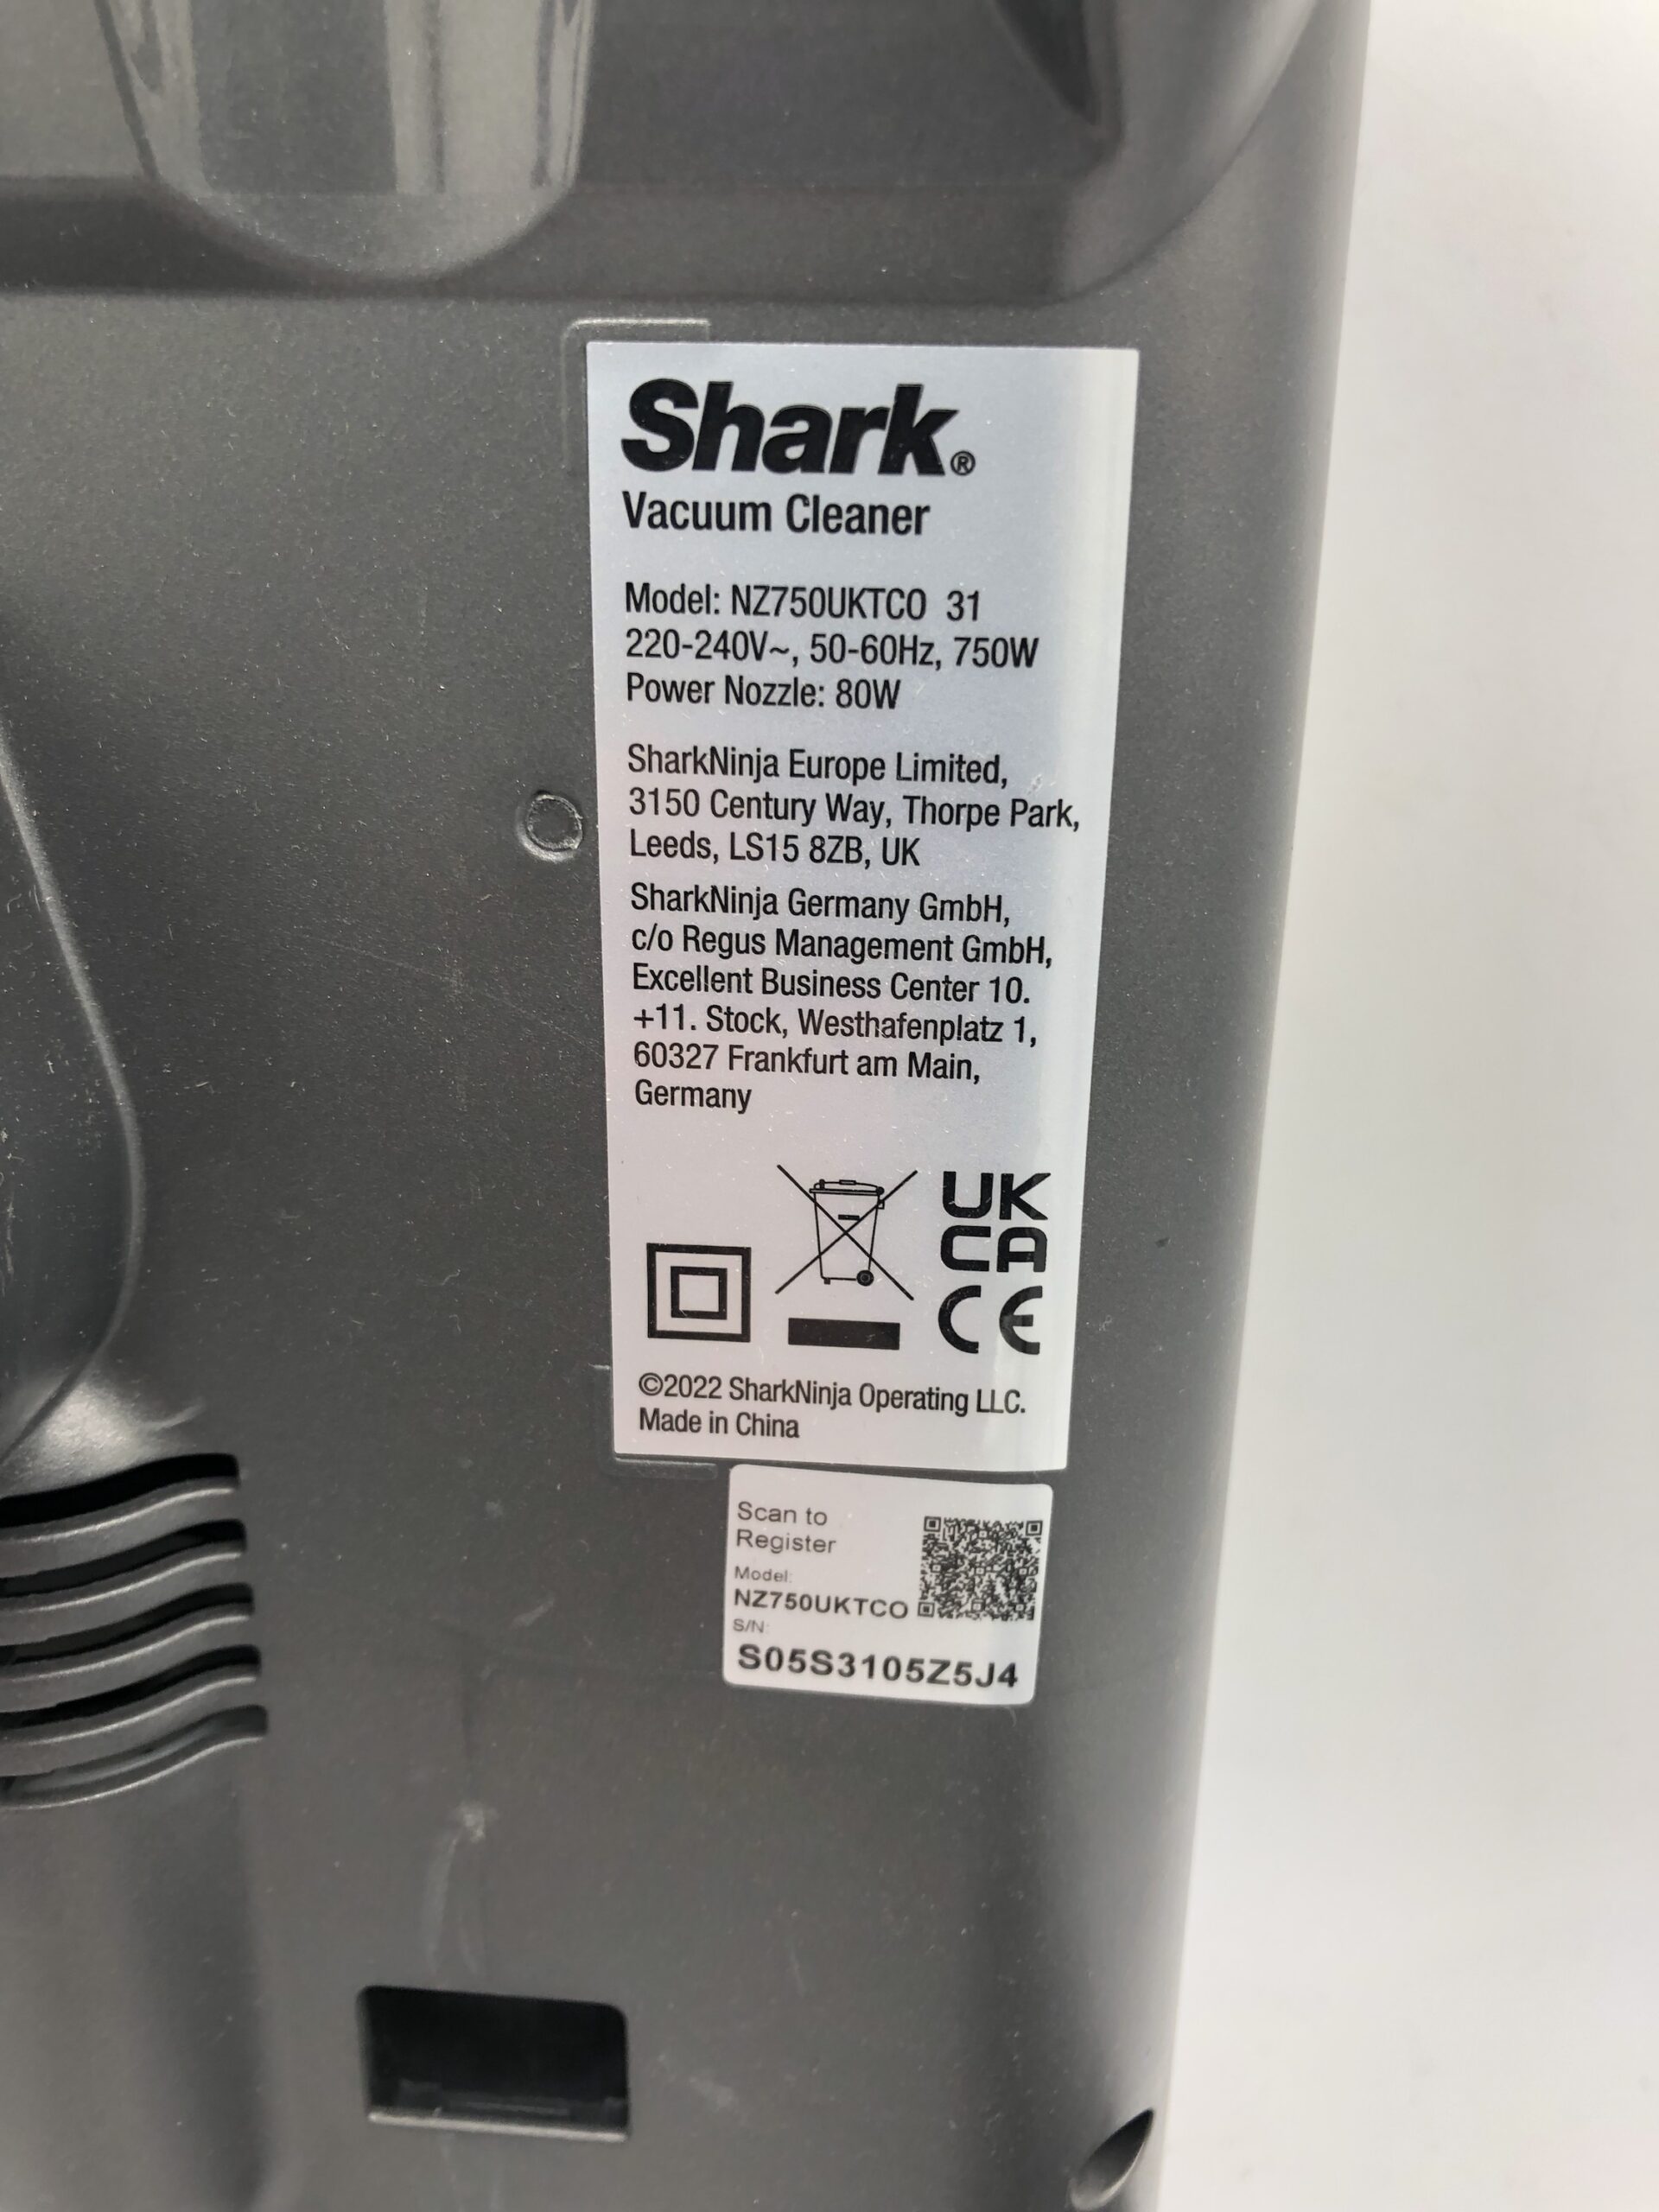 Shark®
Vacuum Cleaner
Model: NZ750UKTCO 31
220-240V~, 50-60Hz, 750W
Power Nozzle: 80W
SharkNinja Europe Limited,
3150 Century Way, Thorpe Park,
Leeds, LS15 8ZB, UK
SharkNinja Germany GmbH,
c/o Regus Management GmbH,
Excellent Business Center 10.
+11. Stock, Westhafenplatz 1,
60327 Frankfurt am Main,
Germany
UK
CA
CE
©2022 SharkNinja Operating LLC.
Made in China
Scan to
Register
Model:
NZ750UKTCO
S/N:
S05S3105Z5J4